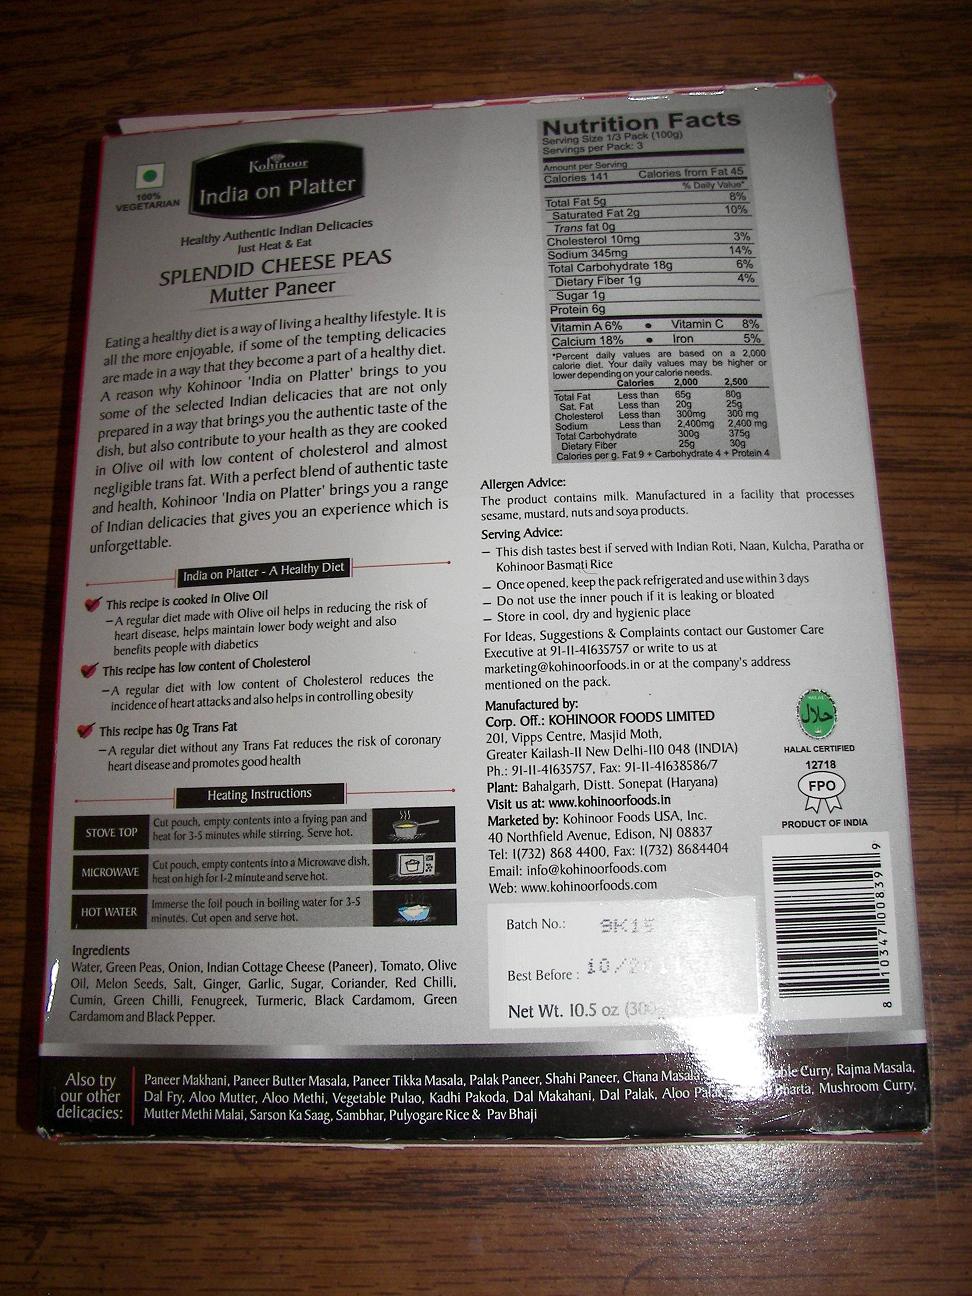 100%
VEGETARIAN
Kohinoor
India on Platter
Healthy Authentic Indian Delicacies
Just Heat & Eat
SPLENDID CHEESE PEAS
Mutter Paneer
Eating a healthy diet is a way of living a healthy lifestyle. It is
all the more enjoyable, if some of the tempting delicacies
are made in a way that they become a part of a healthy diet.
A reason why Kohinoor 'India on Platter' brings to you
some of the selected Indian delicacies that are not only
prepared in a way that brings you the authentic taste of the
dish, but also contribute to your health as they are cooked
in Olive oil with low content of cholesterol and almost
negligible trans fat. With a perfect blend of authentic taste
and health, Kohinoor 'India on Platter' brings you a range
of Indian delicacies that gives you an experience which is
unforgettable.
India on Platter - A Healthy Diet
This recipe is cooked in Olive Oil
– A regular diet made with Olive oil helps in reducing the risk of
heart disease, helps maintain lower body weight and also
benefits people with diabetics
This recipe has low content of Cholesterol
– A regular diet with low content of Cholesterol reduces the
incidence of heart attacks and also helps in controlling obesity
This recipe has 0g Trans Fat
– A regular diet without any Trans Fat reduces the risk of coronary
heart disease and promotes good health
Heating Instructions
STOVE TOP
Cut pouch, empty contents into a frying pan and
heat for 3-5 minutes while stirring. Serve hot.
MICROWAVE
Cut pouch, empty contents into a Microwave dish,
heat on high for 1-2 minute and serve hot.
HOT WATER
Immerse the foil pouch in boiling water for 3-5
minutes. Cut open and serve hot.
Ingredients
Water, Green Peas, Onion, Indian Cottage Cheese (Paneer), Tomato, Olive
Oil, Melon Seeds, Salt, Ginger, Garlic, Sugar, Coriander, Red Chilli,
Cumin, Green Chilli, Fenugreek, Turmeric, Black Cardamom, Green
Cardamom and Black Pepper.
Nutrition Facts
Serving Size 1/3 Pack (100g)
Servings per Pack: 3
Amount per Serving
Calories 141 Calories from Fat 45
% Daily Value*
Total Fat 5g 8%
Saturated Fat 2g 10%
Trans fat 0g
Cholesterol 10mg 3%
Sodium 345mg 14%
Total Carbohydrate 18g 6%
Dietary Fiber 1g 4%
Sugar 1g
Protein 6g
Vitamin A 6% • Vitamin C 8%
Calcium 18% • Iron 5%
*Percent daily values are based on a 2,000
calorie diet. Your daily values may be higher or
lower depending on your calorie needs.
Calories 2,000 2,500
Total Fat Less than 65g 80g
Sat. Fat Less than 20g 25g
Cholesterol Less than 300mg 300 mg
Sodium Less than 2,400mg 2,400 mg
Total Carbohydrate 300g 375g
Dietary Fiber 25g 30g
Calories per g. Fat 9 + Carbohydrate 4 + Protein 4
Allergen Advice:
The product contains milk. Manufactured in a facility that processes
sesame, mustard, nuts and soya products.
Serving Advice:
– This dish tastes best if served with Indian Roti, Naan, Kulcha, Paratha or
Kohinoor Basmati Rice
– Once opened, keep the pack refrigerated and use within 3 days
– Do not use the inner pouch if it is leaking or bloated
– Store in cool, dry and hygienic place
For Ideas, Suggestions & Complaints contact our Customer Care
Executive at 91-11-41635757 or write to us at
marketing@kohinoorfoods.in or at the company's address
mentioned on the pack.
Manufactured by:
Corp. Off.: KOHINOOR FOODS LIMITED
201, Vipps Centre, Masjid Moth,
Greater Kailash-II New Delhi-110 048 (INDIA)
Ph.: 91-11-41635757, Fax: 91-11-41638586/7
Plant: Bahalgarh, Distt. Sonepat (Haryana)
Visit us at: www.kohinoorfoods.in
Marketed by: Kohinoor Foods USA, Inc.
40 Northfield Avenue, Edison, NJ 08837
Tel: 1(732) 868 4400, Fax: 1(732) 8684404
Email: info@kohinoorfoods.com
Web: www.kohinoorfoods.com
HALAL
حلال
HALAL CERTIFIED
12718
FPO
PRODUCT OF INDIA
8 10347 00839 9
Batch No.: 9K15
Best Before :
Net Wt. 10.5 oz
Also try
our other
delicacies:
Paneer Makhani, Paneer Butter Masala, Paneer Tikka Masala, Palak Paneer, Shahi Paneer, Chana Masala, Curry, Rajma Masala,
Dal Fry, Aloo Mutter, Aloo Methi, Vegetable Pulao, Kadhi Pakoda, Dal Makahani, Dal Palak, Aloo Mushroom Curry,
Mutter Methi Malai, Sarson Ka Saag, Sambhar, Pulyogare Rice & Pav Bhaji